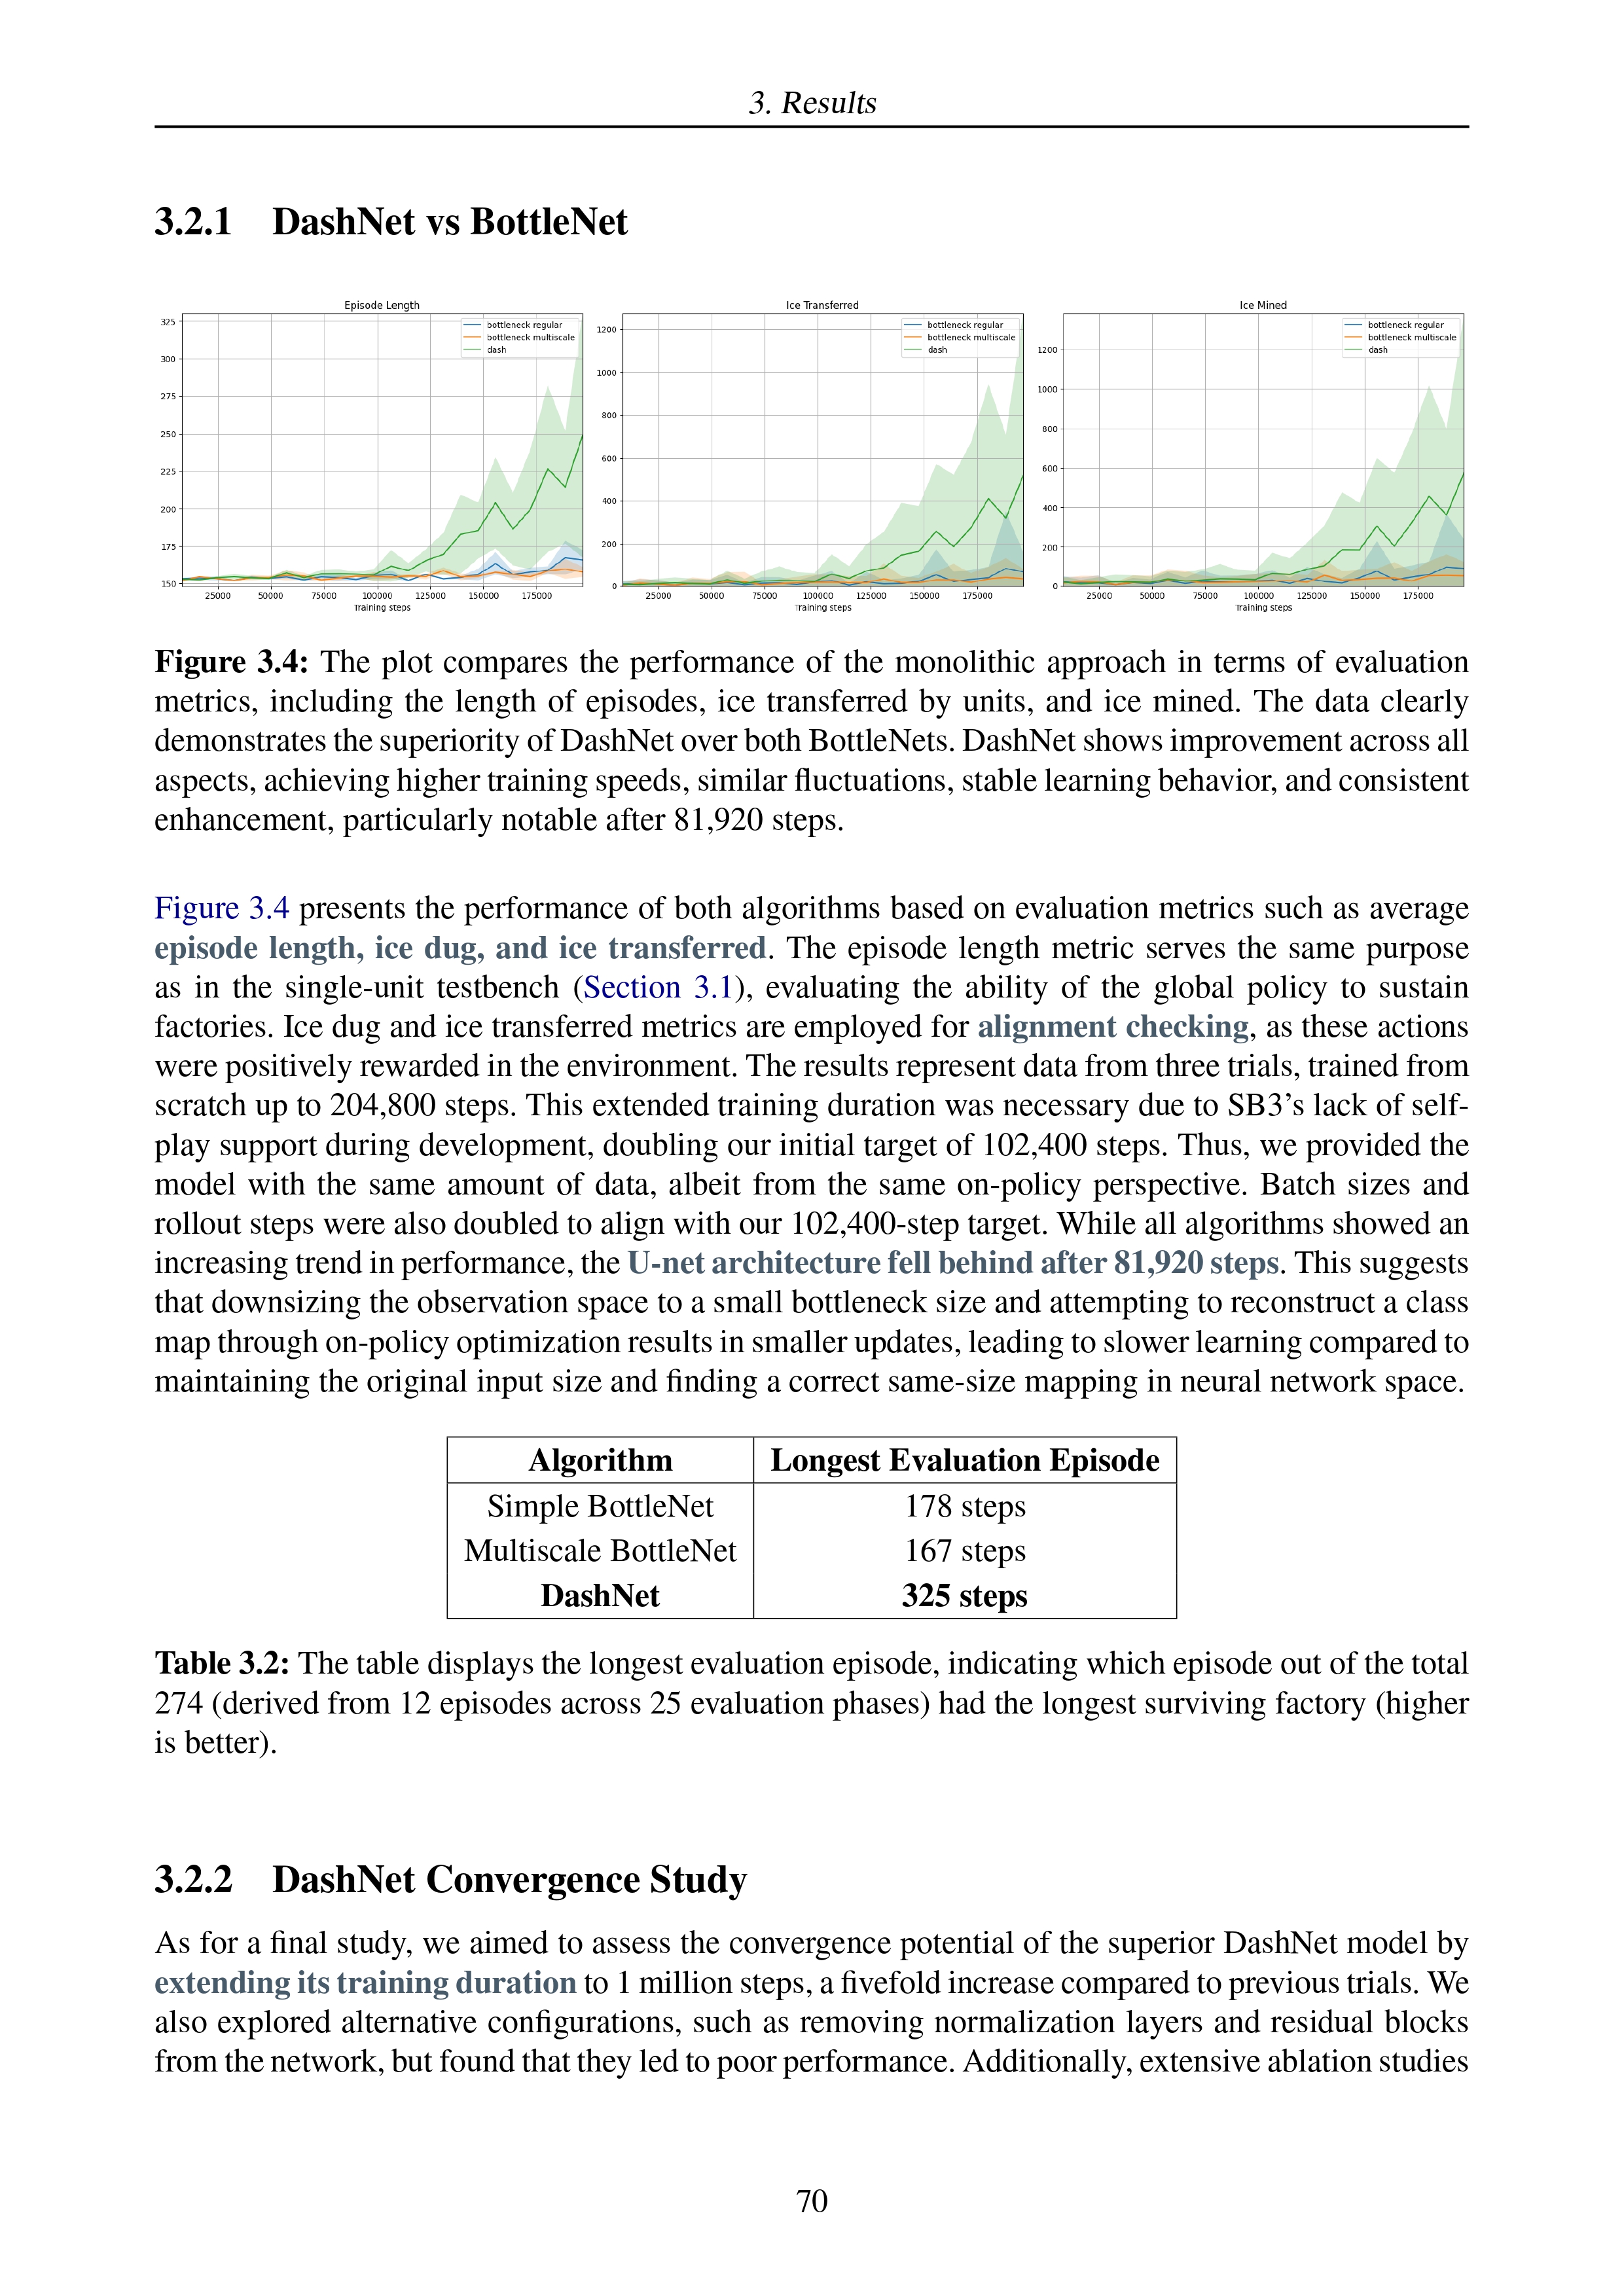 3. Results
3.2.1 DashNet vs BottleNet
Episode Length
325
300
275
250
225
200
175
150
bottleneck regular
bottleneck multiscale
dash
25000 50000 75000 100000 125000 150000 175000
Training steps
Ice Transferred
1200
1000
800
600
400
200
0
bottleneck regular
bottleneck multiscale
dash
25000 50000 75000 100000 125000 150000 175000
Training steps
Ice Mined
1200
1000
800
600
400
200
0
bottleneck regular
bottleneck multiscale
dash
25000 50000 75000 100000 125000 150000 175000
Training steps
Figure 3.4: The plot compares the performance of the monolithic approach in terms of evaluation
metrics, including the length of episodes, ice transferred by units, and ice mined. The data clearly
demonstrates the superiority of DashNet over both BottleNets. DashNet shows improvement across all
aspects, achieving higher training speeds, similar fluctuations, stable learning behavior, and consistent
enhancement, particularly notable after 81,920 steps.
Figure 3.4 presents the performance of both algorithms based on evaluation metrics such as average
episode length, ice dug, and ice transferred. The episode length metric serves the same purpose
as in the single-unit testbench (Section 3.1), evaluating the ability of the global policy to sustain
factories. Ice dug and ice transferred metrics are employed for alignment checking, as these actions
were positively rewarded in the environment. The results represent data from three trials, trained from
scratch up to 204,800 steps. This extended training duration was necessary due to SB3's lack of self-
play support during development, doubling our initial target of 102,400 steps. Thus, we provided the
model with the same amount of data, albeit from the same on-policy perspective. Batch sizes and
rollout steps were also doubled to align with our 102,400-step target. While all algorithms showed an
increasing trend in performance, the U-net architecture fell behind after 81,920 steps. This suggests
that downsizing the observation space to a small bottleneck size and attempting to reconstruct a class
map through on-policy optimization results in smaller updates, leading to slower learning compared to
maintaining the original input size and finding a correct same-size mapping in neural network space.
Algorithm Longest Evaluation Episode
Simple BottleNet 178 steps
Multiscale BottleNet 167 steps
DashNet 325 steps
Table 3.2: The table displays the longest evaluation episode, indicating which episode out of the total
274 (derived from 12 episodes across 25 evaluation phases) had the longest surviving factory (higher
is better).
3.2.2 DashNet Convergence Study
As for a final study, we aimed to assess the convergence potential of the superior DashNet model by
extending its training duration to 1 million steps, a fivefold increase compared to previous trials. We
also explored alternative configurations, such as removing normalization layers and residual blocks
from the network, but found that they led to poor performance. Additionally, extensive ablation studies
70